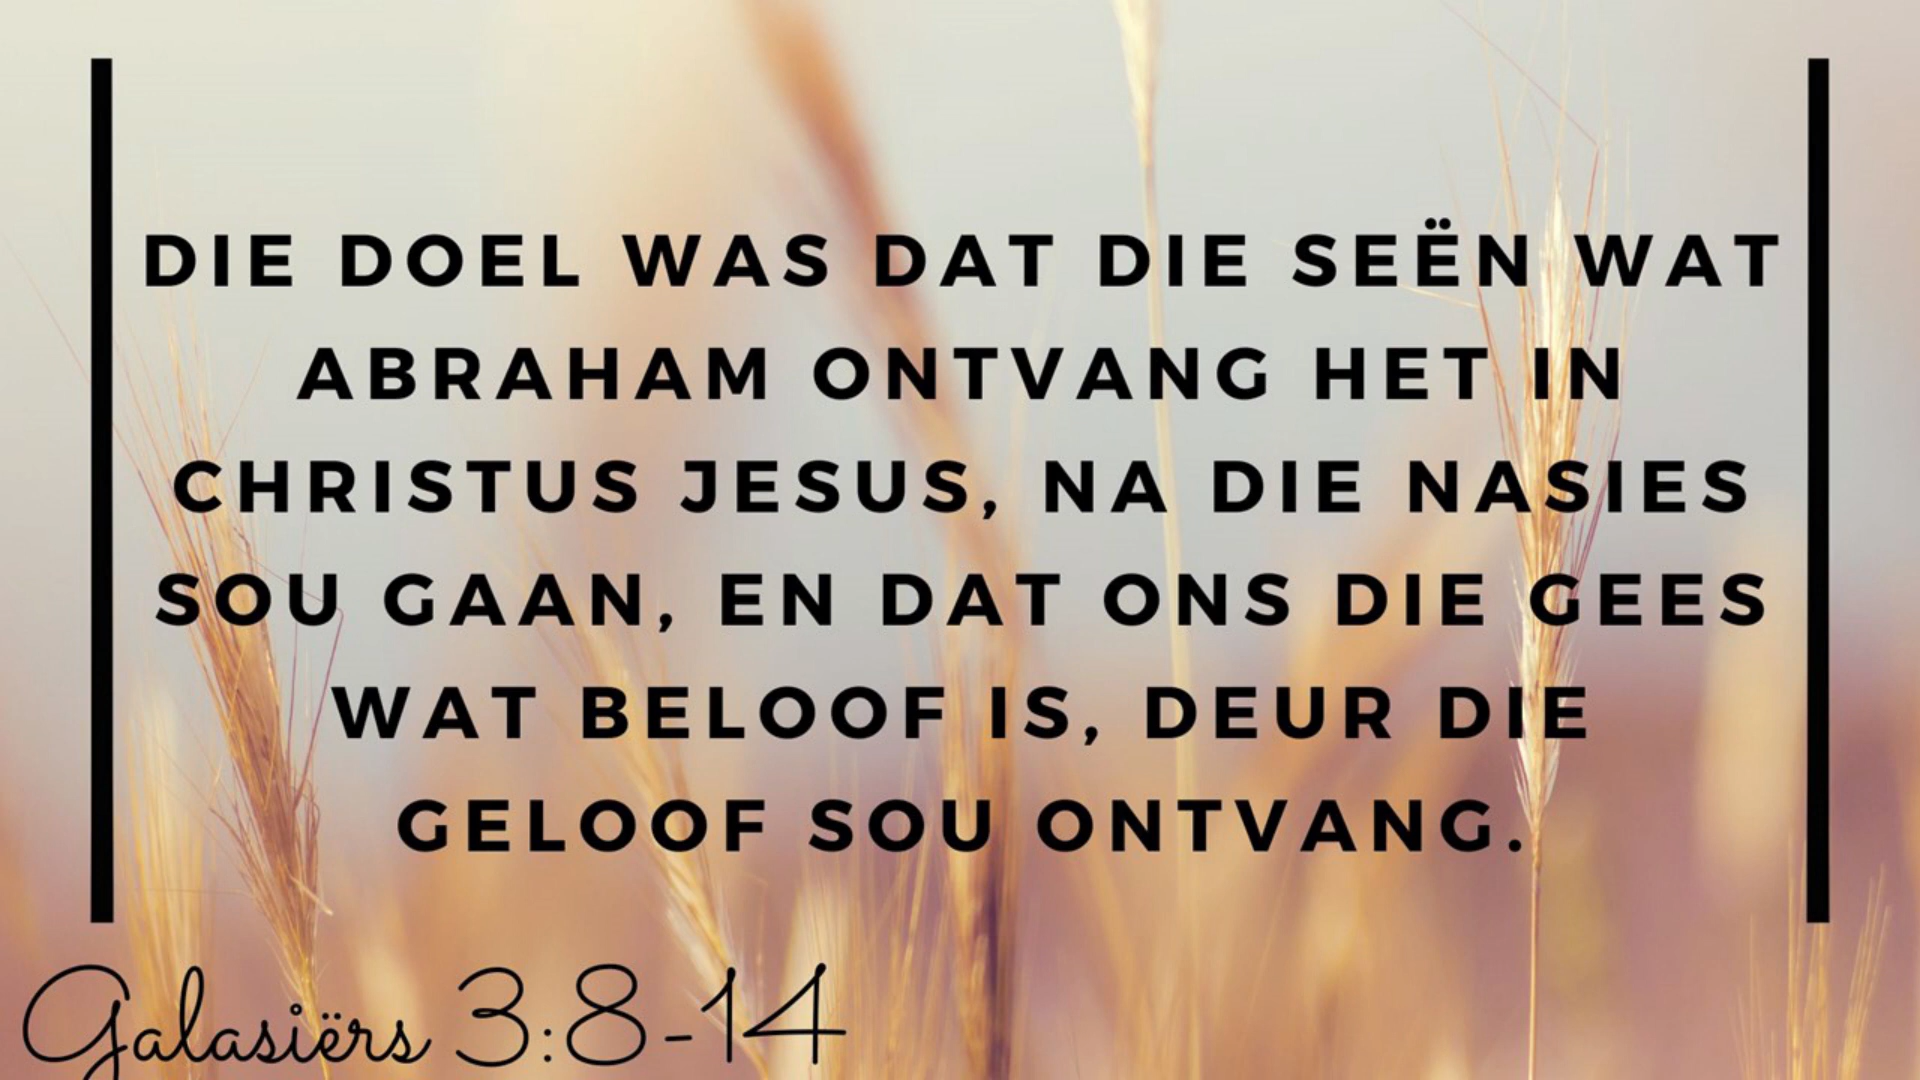 DIE DOEL WAS DAT DIE SEËN WAT
ABRAHAM ONTVANG HET IN
CHRISTUS JESUS, NA DIE NASIES
SOU GAAN, EN DAT ONS DIE GEES
WAT BELOOF IS, DEUR DIE
GELOOF SOU ONTVANG.
Galasiërs 3:8-14